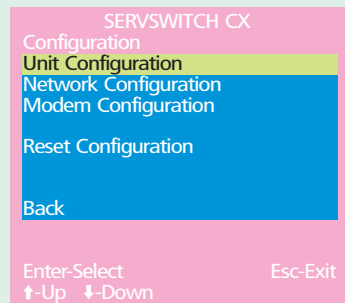 SERVSWITCH CX
Configuration
Unit Configuration
Network Configuration
Modem Configuration
Reset Configuration
Back
Enter-Select Esc-Exit
↑-Up ↓-Down